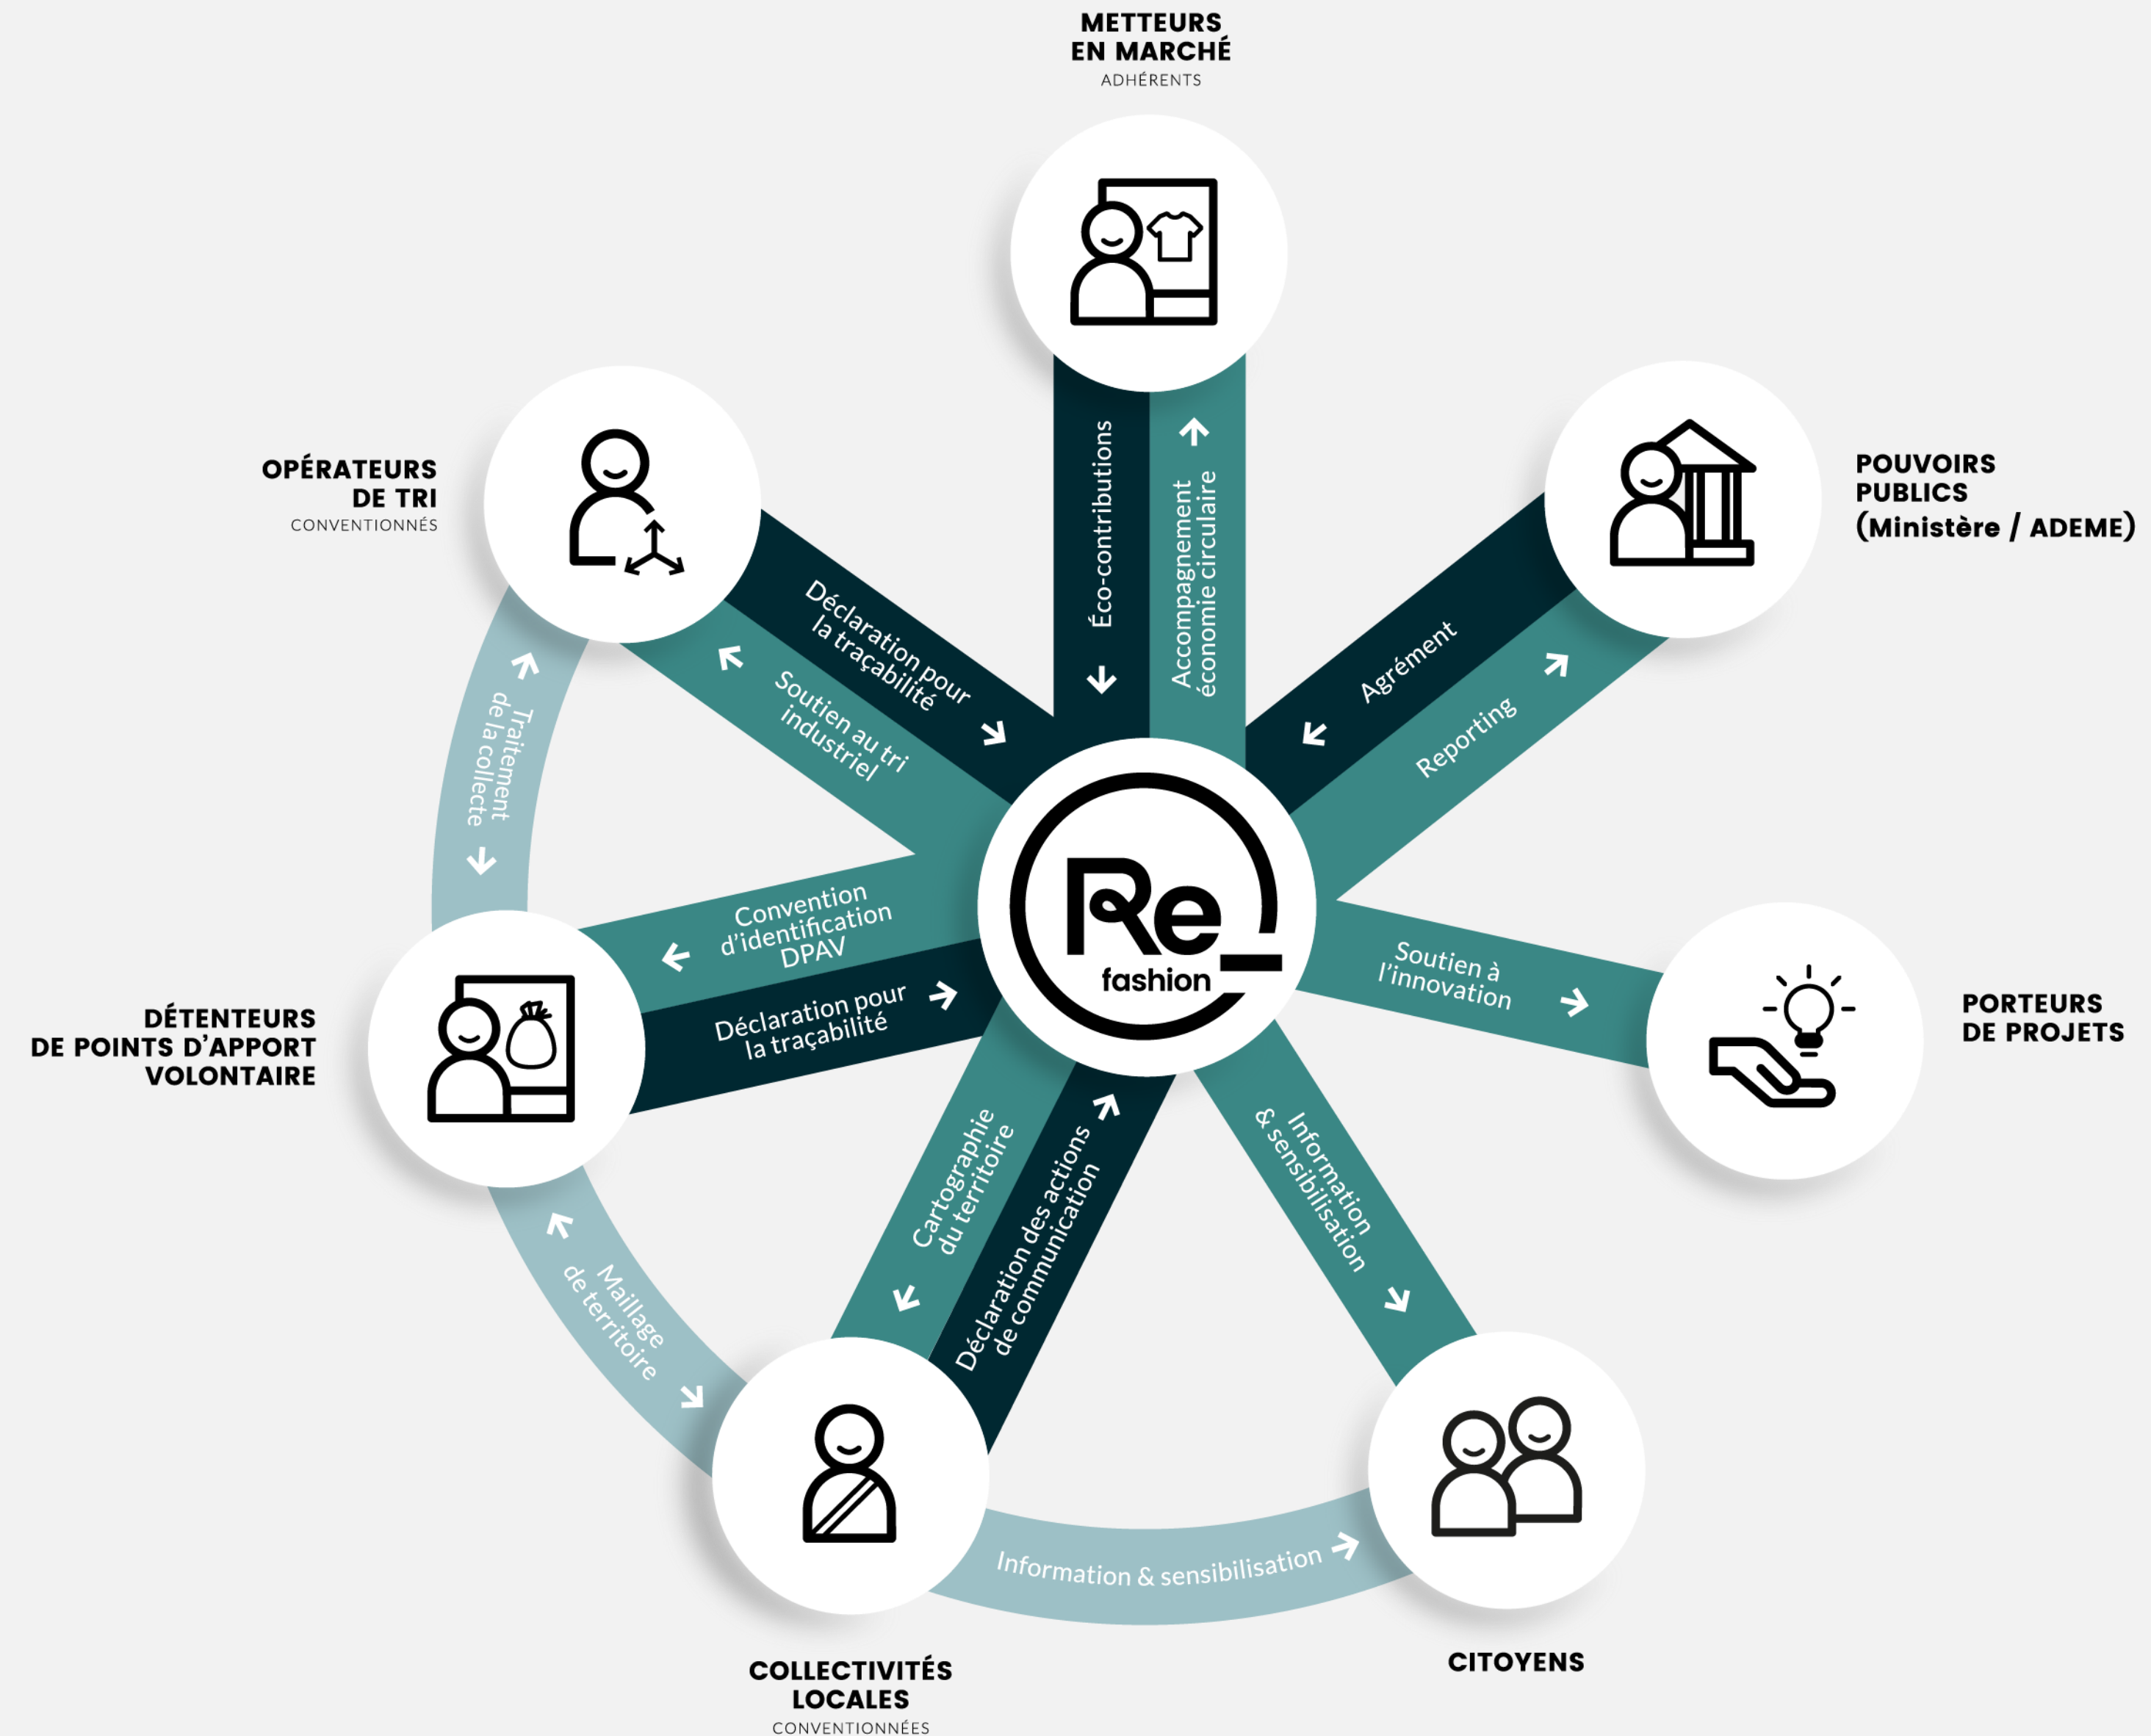 METTEURS
EN MARCHÉ
ADHÉRENTS
OPÉRATEURS
DE TRI
CONVENTIONNÉS
POUVOIRS
PUBLICS
(Ministère / ADEME)
Éco-contributions
Accompagnement
économie circulaire
Déclaration pour
la traçabilité
Soutien au tri
industriel
Agrément
Reporting
Traitement
de la collecte
Convention
d’identification
DPAV
Déclaration pour
la traçabilité
Re
fashion
Soutien à
l’innovation
PORTEURS
DE PROJETS
DÉTENTEURS
DE POINTS D’APPORT
VOLONTAIRE
Cartographie
du territoire
Déclaration des actions
de communication
Information
& sensibilisation
Maillage
de territoire
Information & sensibilisation
COLLECTIVITÉS
LOCALES
CONVENTIONNÉES
CITOYENS